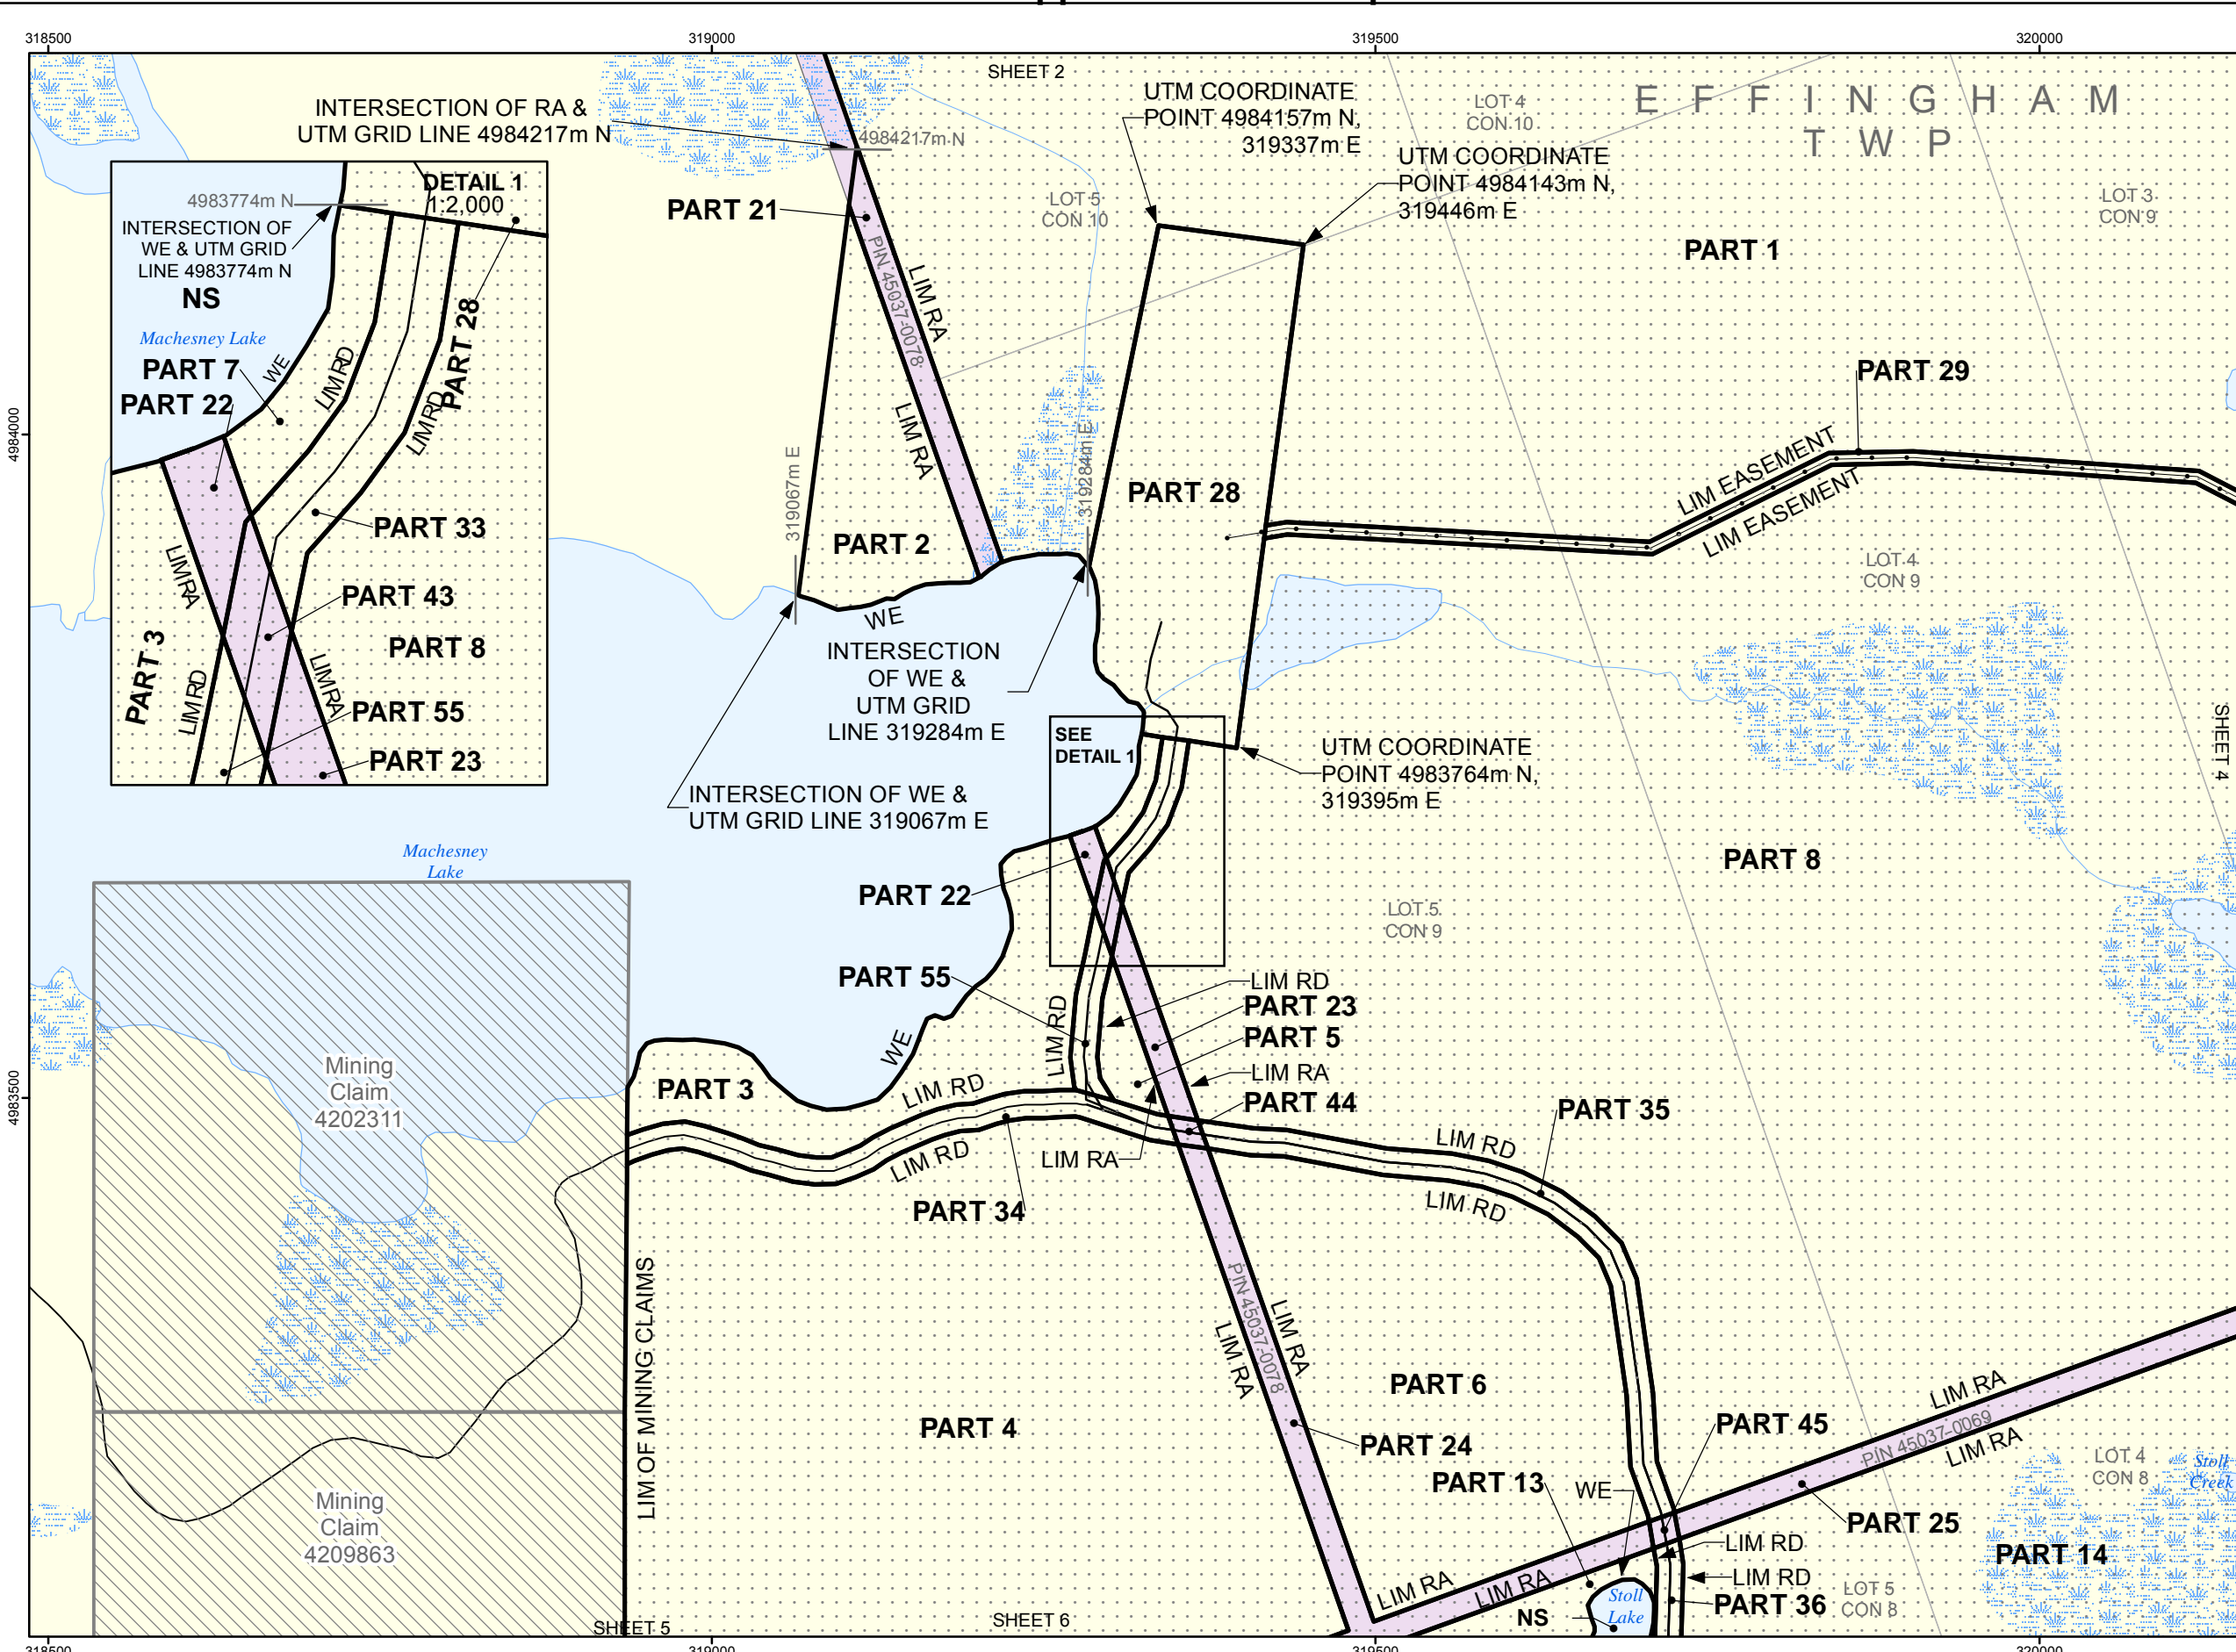 318500
319000
319500
320000
SHEET 2
INTERSECTION OF RA &
UTM GRID LINE 4984217m N
4984217m N
UTM COORDINATE
POINT 4984157m N,
319337m E
UTM COORDINATE
POINT 4984143m N,
319446m E
LOT 4
CON 10
EFFINGHAM
TWP
LOT 3
CON 9
LOT 5
CON 10
PART 21
PART 1
DETAIL 1
1:2,000
4983774m N
INTERSECTION OF
WE & UTM GRID
LINE 4983774m N
NS
Machesney Lake
PART 7
PART 22
WE
LIM RD
LIM RD
PART 28
PART 33
LIM RA
PART 43
PART 3
PART 8
LIM RD
LIM RA
PART 55
PART 23
PIN 45037-0078
LIM RA
LIM RA
PART 29
4984000
319067m E
319284m E
PART 28
LIM EASEMENT
LIM EASEMENT
PART 2
LOT 4
CON 9
WE
INTERSECTION
OF WE &
UTM GRID
LINE 319284m E
SEE
DETAIL 1
UTM COORDINATE
POINT 4983764m N,
319395m E
SHEET 4
INTERSECTION OF WE &
UTM GRID LINE 319067m E
Machesney
Lake
PART 8
PART 22
LOT 5
CON 9
PART 55
LIM RD
PART 23
PART 5
LIM RD
WE
LIM RA
PART 44
Mining
Claim
4202311
4983500
PART 3
LIM RD
PART 35
LIM RD
LIM RD
LIM RA
LIM RD
PART 34
LIM OF MINING CLAIMS
PIN 45037-0078
LIM RA
LIM RA
PART 6
PART 4
PART 24
PART 45
LIM RA
PIN 45037-0069
LIM RA
PART 13
WE
LOT 4
CON 8
Stoll
Creek
Mining
Claim
4209863
PART 25
LIM RD
PART 14
LIM RD
PART 36
LOT 5
CON 8
LIM RA
LIM RA
Stoll
Lake
NS
SHEET 5
SHEET 6
318500
319000
319500
320000